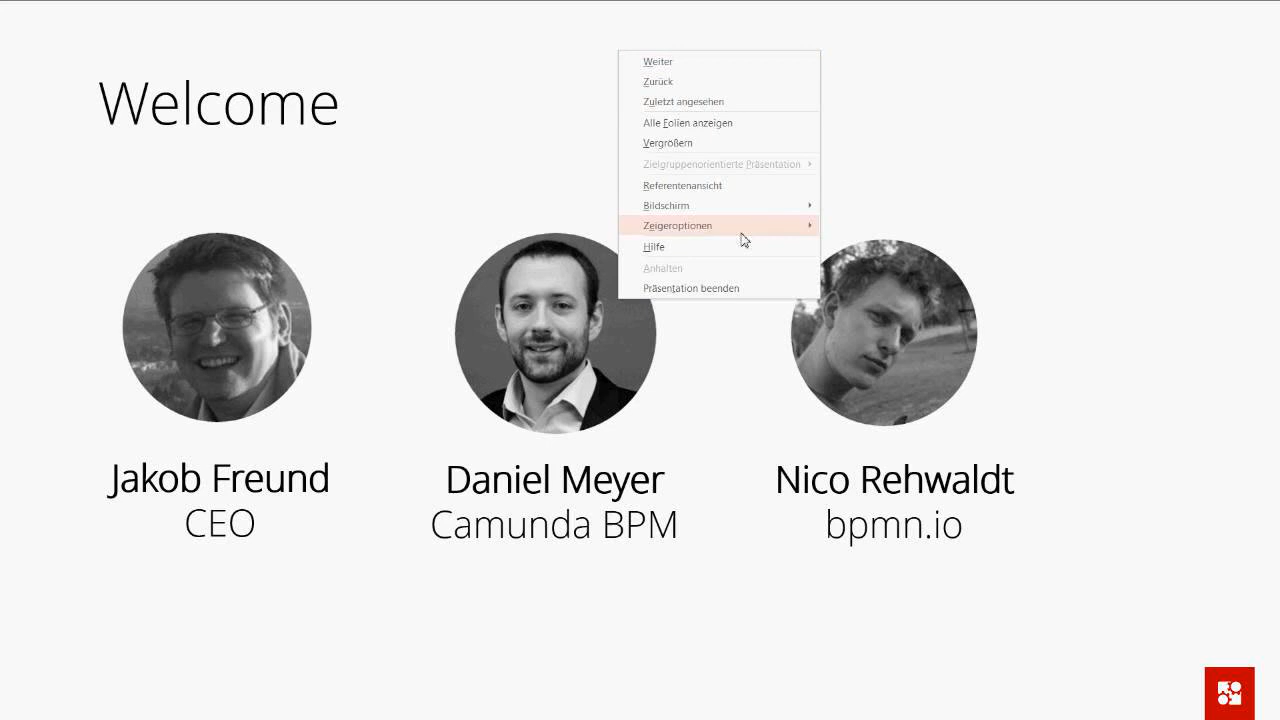 Welcome
Weiter
Zurück
Zuletzt angesehen
Alle Folien anzeigen
Vergrößern
Zielgruppenorientierte Präsentation
Referentenansicht
Bildschirm
Zeigeroptionen
Hilfe
Anhalten
Präsentation beenden
Jakob Freund
CEO
Daniel Meyer
Camunda BPM
Nico Rehwaldt
bpmn.io